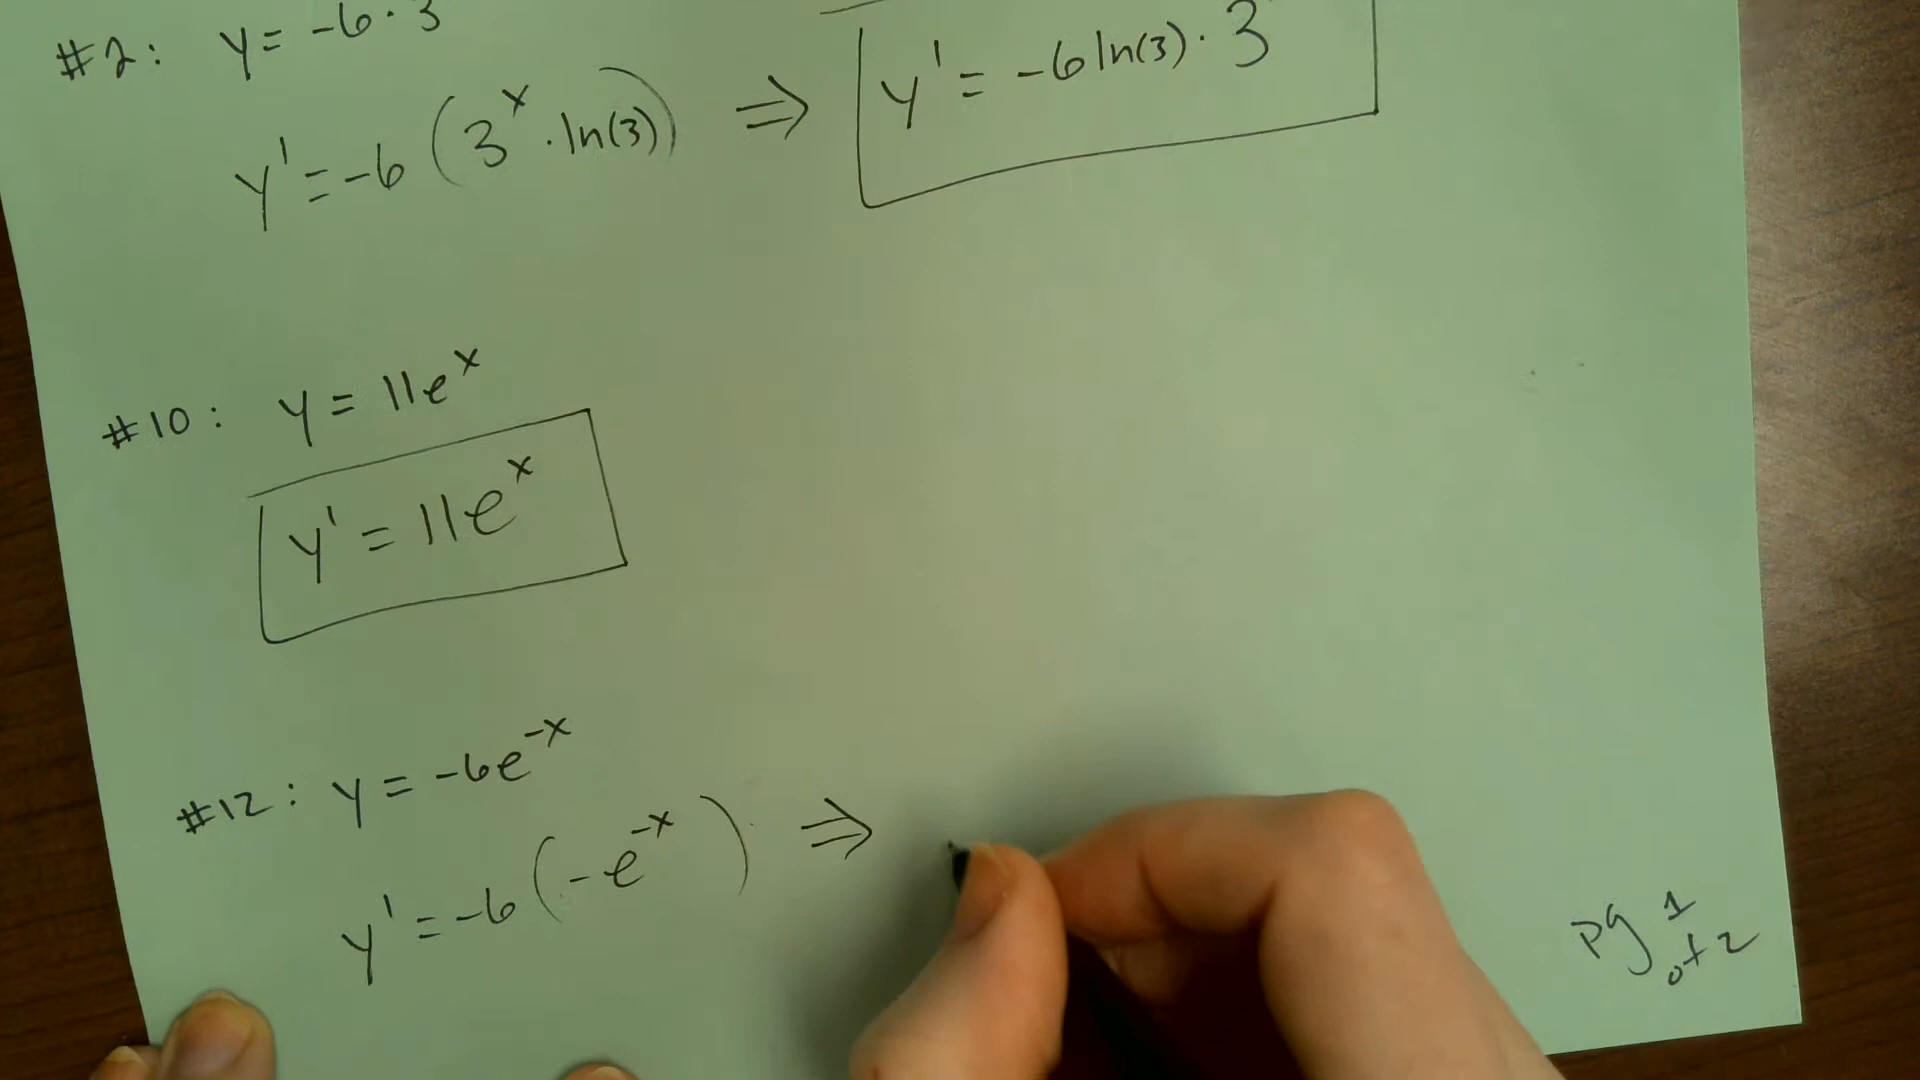 #2: y = -6 · 3
y' = -6 (3^x · ln(3)) ⇒ y' = -6 ln(3) · 3
#10: y = 11e^x
y' = 11e^x
#12: y = -6e^-x
y' = -6 (-e^-x) ⇒
pg 1
of 2